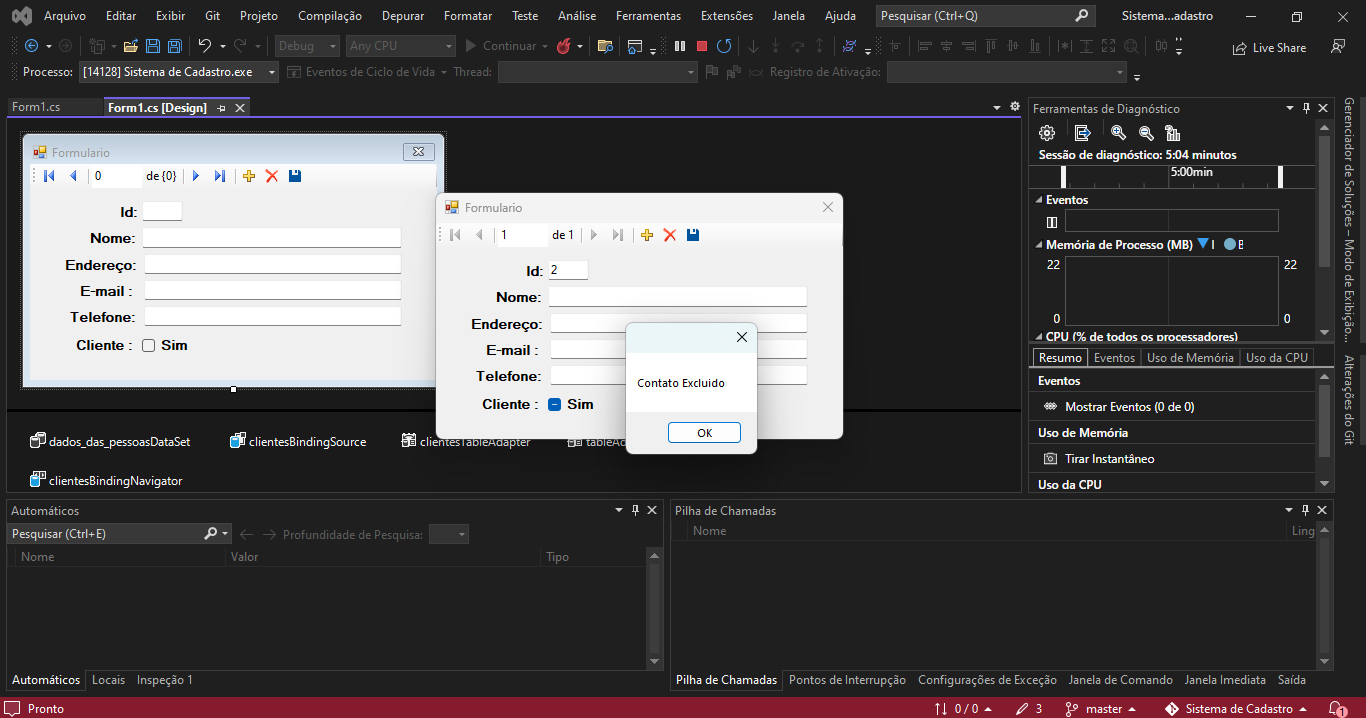 Arquivo Editar Exibir Git Projeto Compilação Depurar Formatar Teste Análise Ferramentas Extensões Janela Ajuda Pesquisar (Ctrl+Q) Sistema...adastro
Debug Any CPU Continuar Live Share
Processo: [14128] Sistema de Cadastro.exe Eventos de Ciclo de Vida Thread: Registro de Ativação:
Form1.cs Form1.cs [Design]
Formulario
0 de {0}
Id:
Nome:
Endereço:
E-mail :
Telefone:
Cliente : Sim
Formulario
1 de 1
Id: 2
Nome:
Endereço:
E-mail :
Telefone:
Cliente : Sim
Contato Excluido
OK
dados_das_pessoasDataSet clientesBindingSource clientesTableAdapter tableAd
clientesBindingNavigator
Ferramentas de Diagnóstico
Sessão de diagnóstico: 5:04 minutos
5:00min
Eventos
Memória de Processo (MB)
22 22
0 0
CPU (% de todos os processadores)
Resumo Eventos Uso de Memória Uso da CPU
Eventos
Mostrar Eventos (0 de 0)
Uso de Memória
Tirar Instantâneo
Uso da CPU
Gerenciador de Soluções – Modo de Exibição...
Alterações do Git
Automáticos
Pesquisar (Ctrl+E) Profundidade de Pesquisa:
Nome Valor Tipo
Automáticos Locais Inspeção 1
Pilha de Chamadas
Nome Ling
Pilha de Chamadas Pontos de Interrupção Configurações de Exceção Janela de Comando Janela Imediata Saída
Pronto 0 / 0 3 master Sistema de Cadastro 1